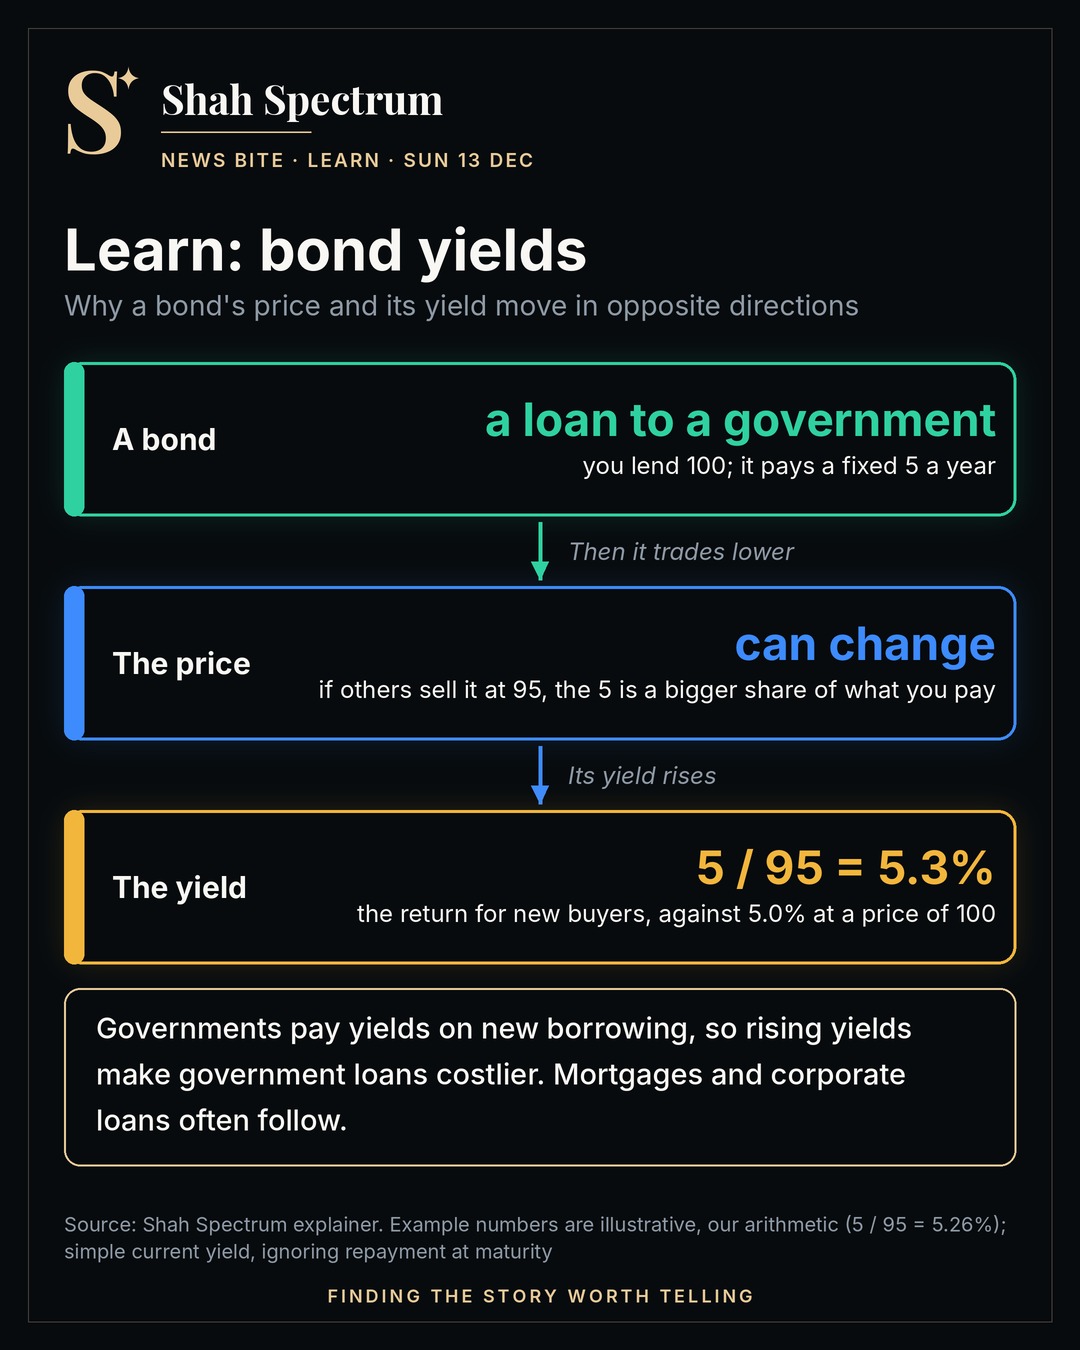 S
Shah Spectrum
NEWS BITE · LEARN · SUN 13 DEC
Learn: bond yields
Why a bond's price and its yield move in opposite directions
A bond
a loan to a government
you lend 100; it pays a fixed 5 a year
Then it trades lower
The price
can change
if others sell it at 95, the 5 is a bigger share of what you pay
Its yield rises
The yield
5 / 95 = 5.3%
the return for new buyers, against 5.0% at a price of 100
Governments pay yields on new borrowing, so rising yields
make government loans costlier. Mortgages and corporate
loans often follow.
Source: Shah Spectrum explainer. Example numbers are illustrative, our arithmetic (5 / 95 = 5.26%);
simple current yield, ignoring repayment at maturity
FINDING THE STORY WORTH TELLING